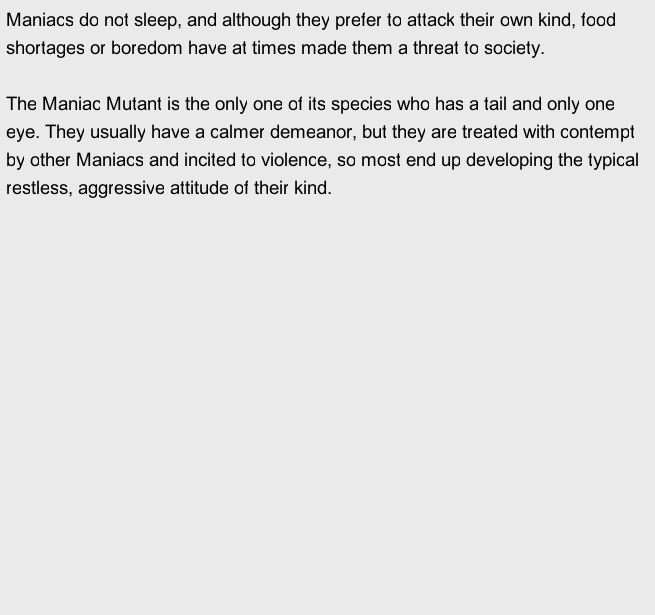 Maniacs do not sleep, and although they prefer to attack their own kind, food
shortages or boredom have at times made them a threat to society.
The Maniac Mutant is the only one of its species who has a tail and only one
eye. They usually have a calmer demeanor, but they are treated with contempt
by other Maniacs and incited to violence, so most end up developing the typical
restless, aggressive attitude of their kind.